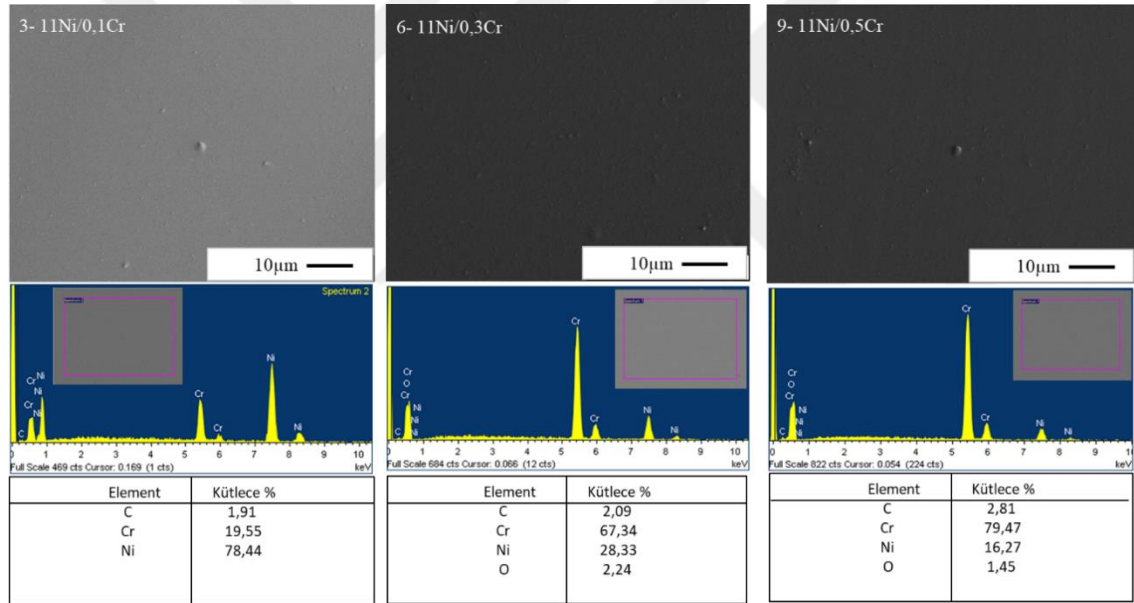 3- 11Ni/0,1Cr
10µm
6- 11Ni/0,3Cr
10µm
9- 11Ni/0,5Cr
10µm
Spectrum 2
C
Cr
Cr
Ni
Ni
Ni
Cr
Cr
Ni
Ni
0 1 2 3 4 5 6 7 8 9 10
Full Scale 469 cts Cursor: 0.169 (1 cts)
keV
C
Cr
O
Cr
Ni
Ni
Ni
Cr
Cr
Ni
Ni
0 1 2 3 4 5 6 7 8 9 10
Full Scale 684 cts Cursor: 0.066 (12 cts)
keV
C
Cr
O
Cr
Ni
Ni
Ni
Cr
Cr
Ni
Ni
0 1 2 3 4 5 6 7 8 9
Full Scale 822 cts Cursor: 0.054 (224 cts)
keV
Element Kütlece %
C 1,91
Cr 19,55
Ni 78,44
Element Kütlece %
C 2,09
Cr 67,34
Ni 28,33
O 2,24
Element Kütlece %
C 2,81
Cr 79,47
Ni 16,27
O 1,45